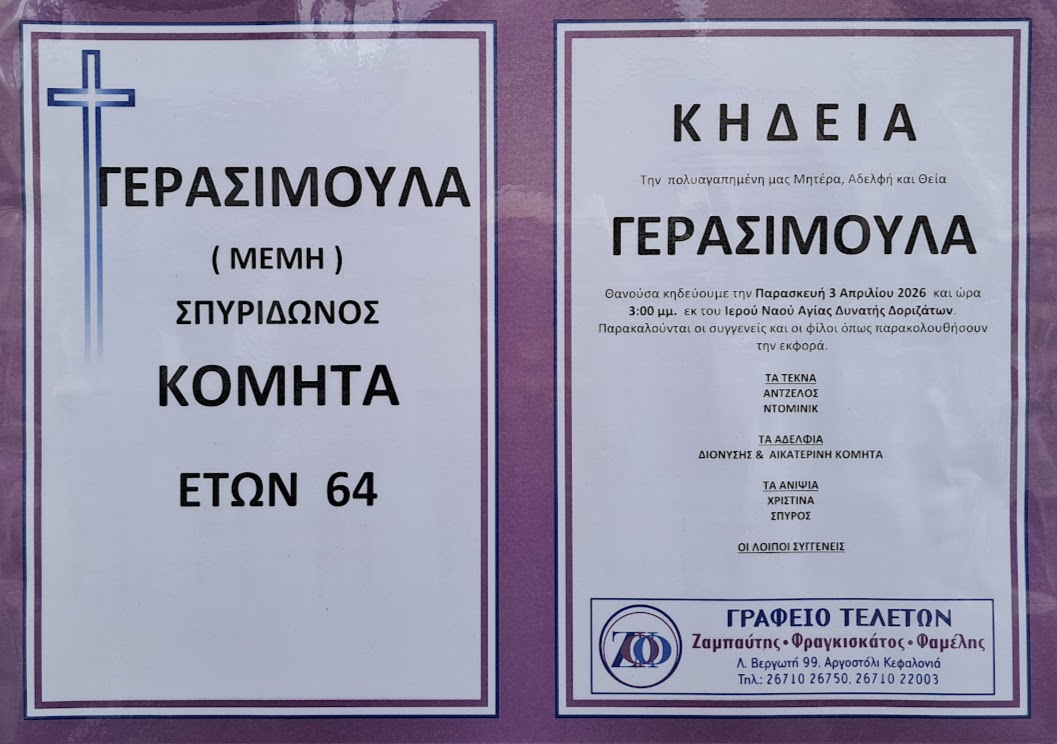 ΓΕΡΑΣΙΜΟΥΛΑ
( ΜΕΜΗ )
ΣΠΥΡΙΔΩΝΟΣ
ΚΟΜΗΤΑ
ΕΤΩΝ 64
ΚΗΔΕΙΑ
Την πολυαγαπημένη μας Μητέρα, Αδελφή και Θεία
ΓΕΡΑΣΙΜΟΥΛΑ
Θανούσα κηδεύουμε την Παρασκευή 3 Απριλίου 2026 και ώρα
3:00 μμ. εκ του Ιερού Ναού Αγίας Δυνατής Δοριζάτων.
Παρακαλούνται οι συγγενείς και οι φίλοι όπως παρακολουθήσουν
την εκφορά.
ΤΑ ΤΕΚΝΑ
ΑΝΤΖΕΛΟΣ
ΝΤΟΜΙΝΙΚ
ΤΑ ΑΔΕΛΦΙΑ
ΔΙΟΝΥΣΗΣ & ΑΙΚΑΤΕΡΙΝΗ ΚΟΜΗΤΑ
ΤΑ ΑΝΙΨΙΑ
ΧΡΙΣΤΙΝΑ
ΣΠΥΡΟΣ
ΟΙ ΛΟΙΠΟΙ ΣΥΓΓΕΝΕΙΣ
ΖΦΦ
ΓΡΑΦΕΙΟ ΤΕΛΕΤΩΝ
Ζαμπαύτης • Φραγκισκάτος • Φαμέλης
Λ. Βεργωτή 99. Αργοστόλι Κεφαλονιά
Τηλ.: 26710 26750, 26710 22003